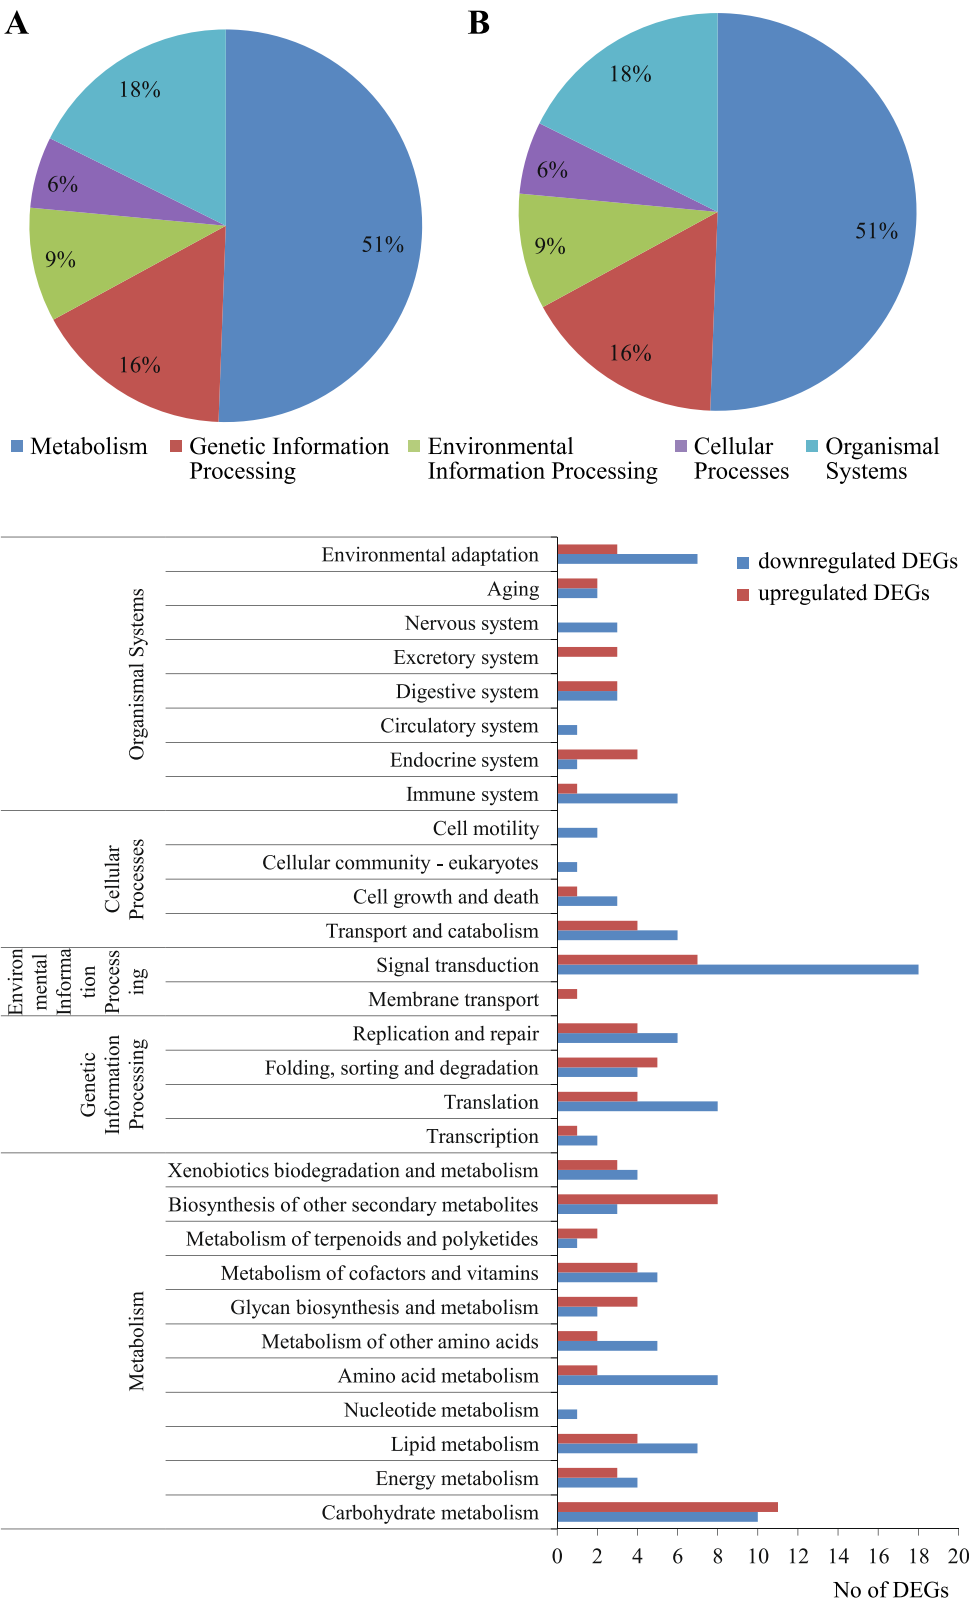 A
B
18%
6%
9%
16%
51%
18%
6%
9%
16%
51%
Metabolism
Genetic Information
Processing
Environmental
Information Processing
Cellular
Processes
Organismal
Systems
downregulated DEGs
upregulated DEGs
Organismal Systems
Environmental adaptation
Aging
Nervous system
Excretory system
Digestive system
Circulatory system
Endocrine system
Immune system
Cellular
Processes
Cell motility
Cellular community - eukaryotes
Cell growth and death
Transport and catabolism
Environ
mental
Informa
tion
Process
ing
Signal transduction
Membrane transport
Genetic
Information
Processing
Replication and repair
Folding, sorting and degradation
Translation
Transcription
Metabolism
Xenobiotics biodegradation and metabolism
Biosynthesis of other secondary metabolites
Metabolism of terpenoids and polyketides
Metabolism of cofactors and vitamins
Glycan biosynthesis and metabolism
Metabolism of other amino acids
Amino acid metabolism
Nucleotide metabolism
Lipid metabolism
Energy metabolism
Carbohydrate metabolism
0 2 4 6 8 10 12 14 16 18 20
No of DEGs